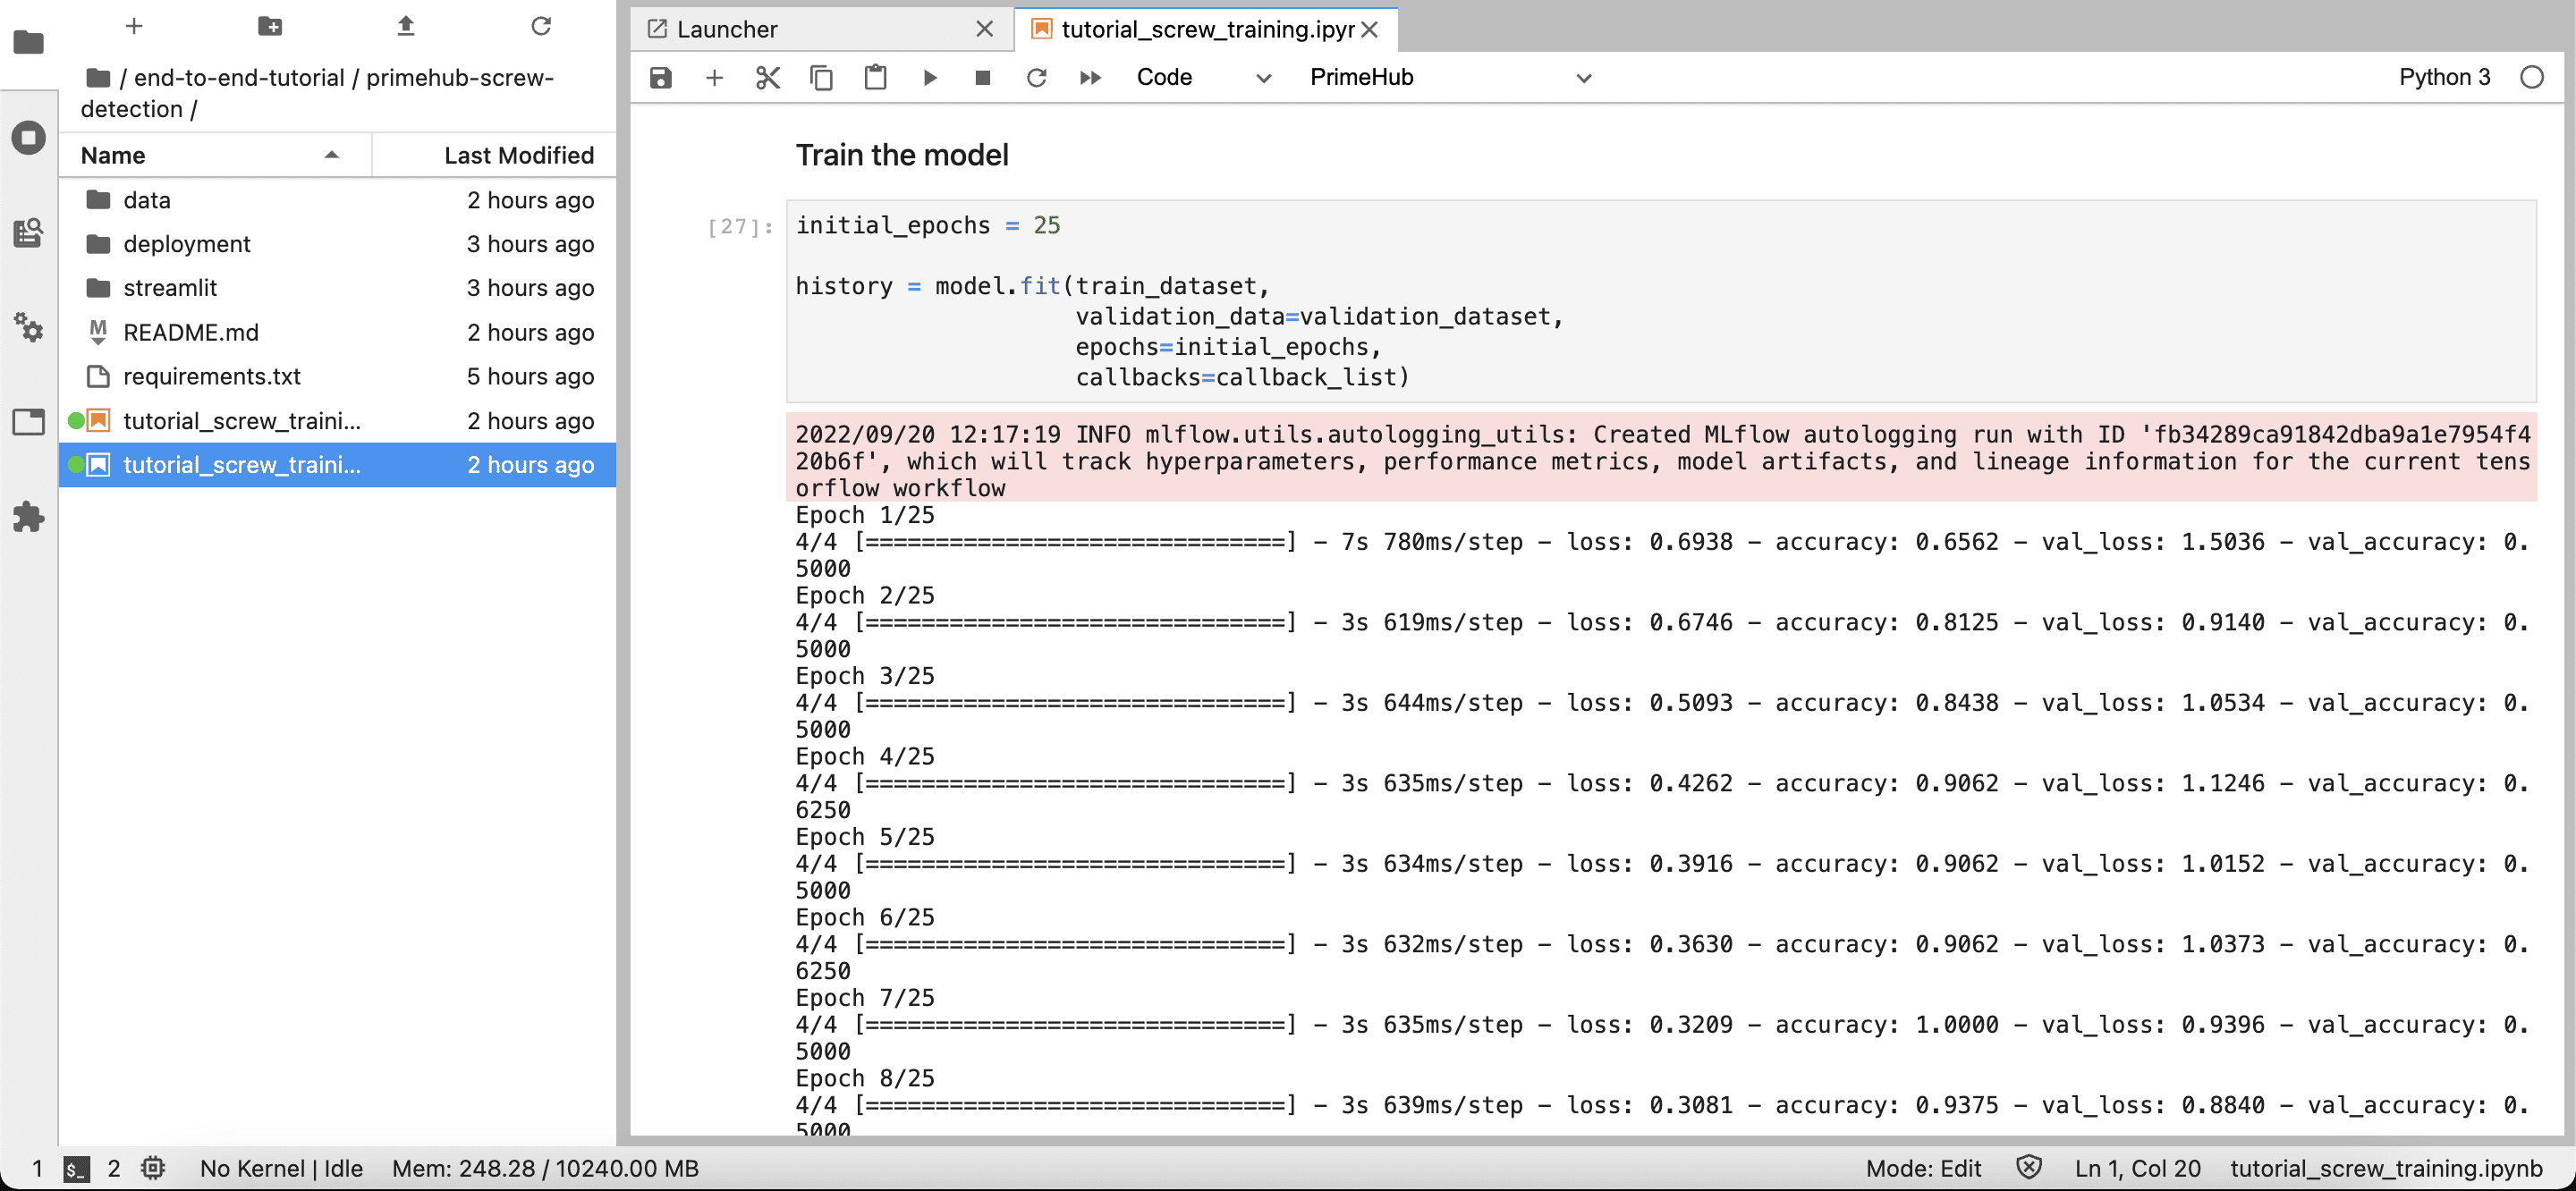 / end-to-end-tutorial / primehub-screw-
detection /
Name Last Modified
data 2 hours ago
deployment 3 hours ago
streamlit 3 hours ago
README.md 2 hours ago
requirements.txt 5 hours ago
tutorial_screw_traini... 2 hours ago
tutorial_screw_traini... 2 hours ago
Launcher
tutorial_screw_training.ipyr
Code PrimeHub Python 3
Train the model
[27]:
initial_epochs = 25
history = model.fit(train_dataset,
validation_data=validation_dataset,
epochs=initial_epochs,
callbacks=callback_list)
2022/09/20 12:17:19 INFO mlflow.utils.autologging_utils: Created MLflow autologging run with ID 'fb34289ca91842dba9a1e7954f4
20b6f', which will track hyperparameters, performance metrics, model artifacts, and lineage information for the current tens
orflow workflow
Epoch 1/25
4/4 [==============================] - 7s 780ms/step - loss: 0.6938 - accuracy: 0.6562 - val_loss: 1.5036 - val_accuracy: 0.
5000
Epoch 2/25
4/4 [==============================] - 3s 619ms/step - loss: 0.6746 - accuracy: 0.8125 - val_loss: 0.9140 - val_accuracy: 0.
5000
Epoch 3/25
4/4 [==============================] - 3s 644ms/step - loss: 0.5093 - accuracy: 0.8438 - val_loss: 1.0534 - val_accuracy: 0.
5000
Epoch 4/25
4/4 [==============================] - 3s 635ms/step - loss: 0.4262 - accuracy: 0.9062 - val_loss: 1.1246 - val_accuracy: 0.
6250
Epoch 5/25
4/4 [==============================] - 3s 634ms/step - loss: 0.3916 - accuracy: 0.9062 - val_loss: 1.0152 - val_accuracy: 0.
5000
Epoch 6/25
4/4 [==============================] - 3s 632ms/step - loss: 0.3630 - accuracy: 0.9062 - val_loss: 1.0373 - val_accuracy: 0.
6250
Epoch 7/25
4/4 [==============================] - 3s 635ms/step - loss: 0.3209 - accuracy: 1.0000 - val_loss: 0.9396 - val_accuracy: 0.
5000
Epoch 8/25
4/4 [==============================] - 3s 639ms/step - loss: 0.3081 - accuracy: 0.9375 - val_loss: 0.8840 - val_accuracy: 0.
5000
1 $_ 2 No Kernel | Idle Mem: 248.28 / 10240.00 MB Mode: Edit Ln 1, Col 20 tutorial_screw_training.ipynb